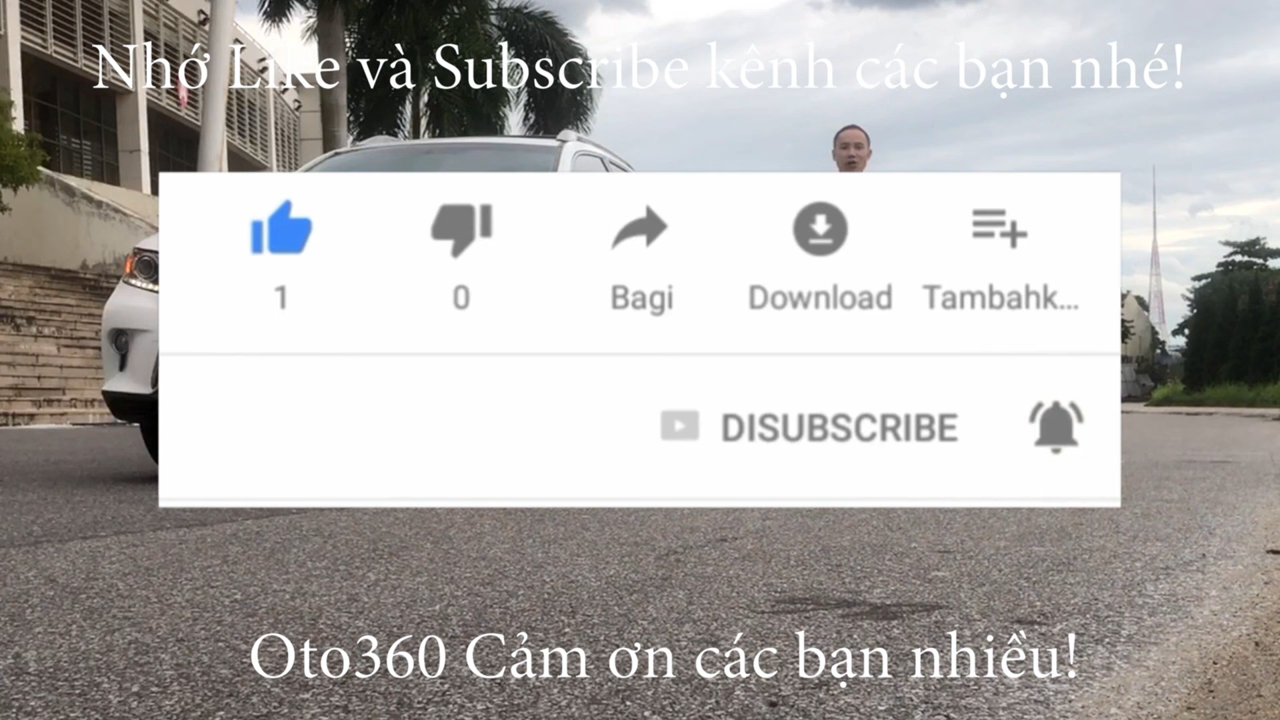 Nhớ Like và Subscribe kênh các bạn nhé!
1
0
Bagi
Download
Tambahk...
DISUBSCRIBE
Oto360 Cảm ơn các bạn nhiều!